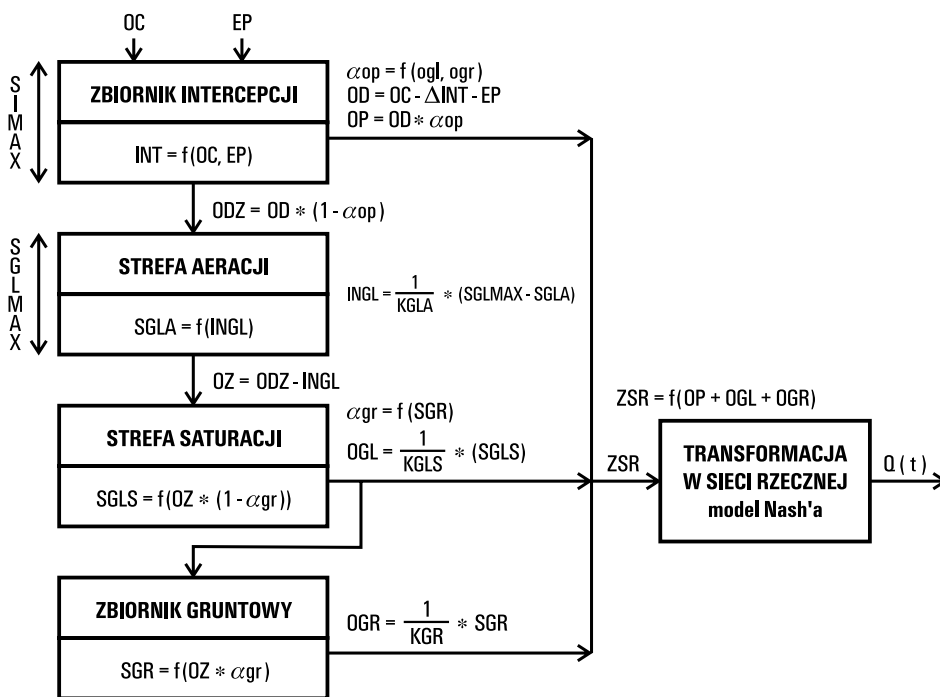 OC
EP
SIMAX
ZBIORNIK INTERCEPCJI
INT = f(OC, EP)
αop = f(ogl, ogr)
OD = OC - ΔINT - EP
OP = OD * αop
ODZ = OD * (1 - αop)
SGLMAX
STREFA AERACJI
SGLA = f(INGL)
INGL = 1/KGLA * (SGLMAX - SGLA)
OZ = ODZ - INGL
STREFA SATURACJI
SGLS = f(OZ * (1 - αgr))
αgr = f(SGR)
OGL = 1/KGLS * (SGLS)
ZSR = f(OP + OGL + OGR)
ZSR
TRANSFORMACJA
W SIECI RZECZNEJ
model Nash'a
Q(t)
ZBIORNIK GRUNTOWY
SGR = f(OZ * αgr)
OGR = 1/KGR * SGR